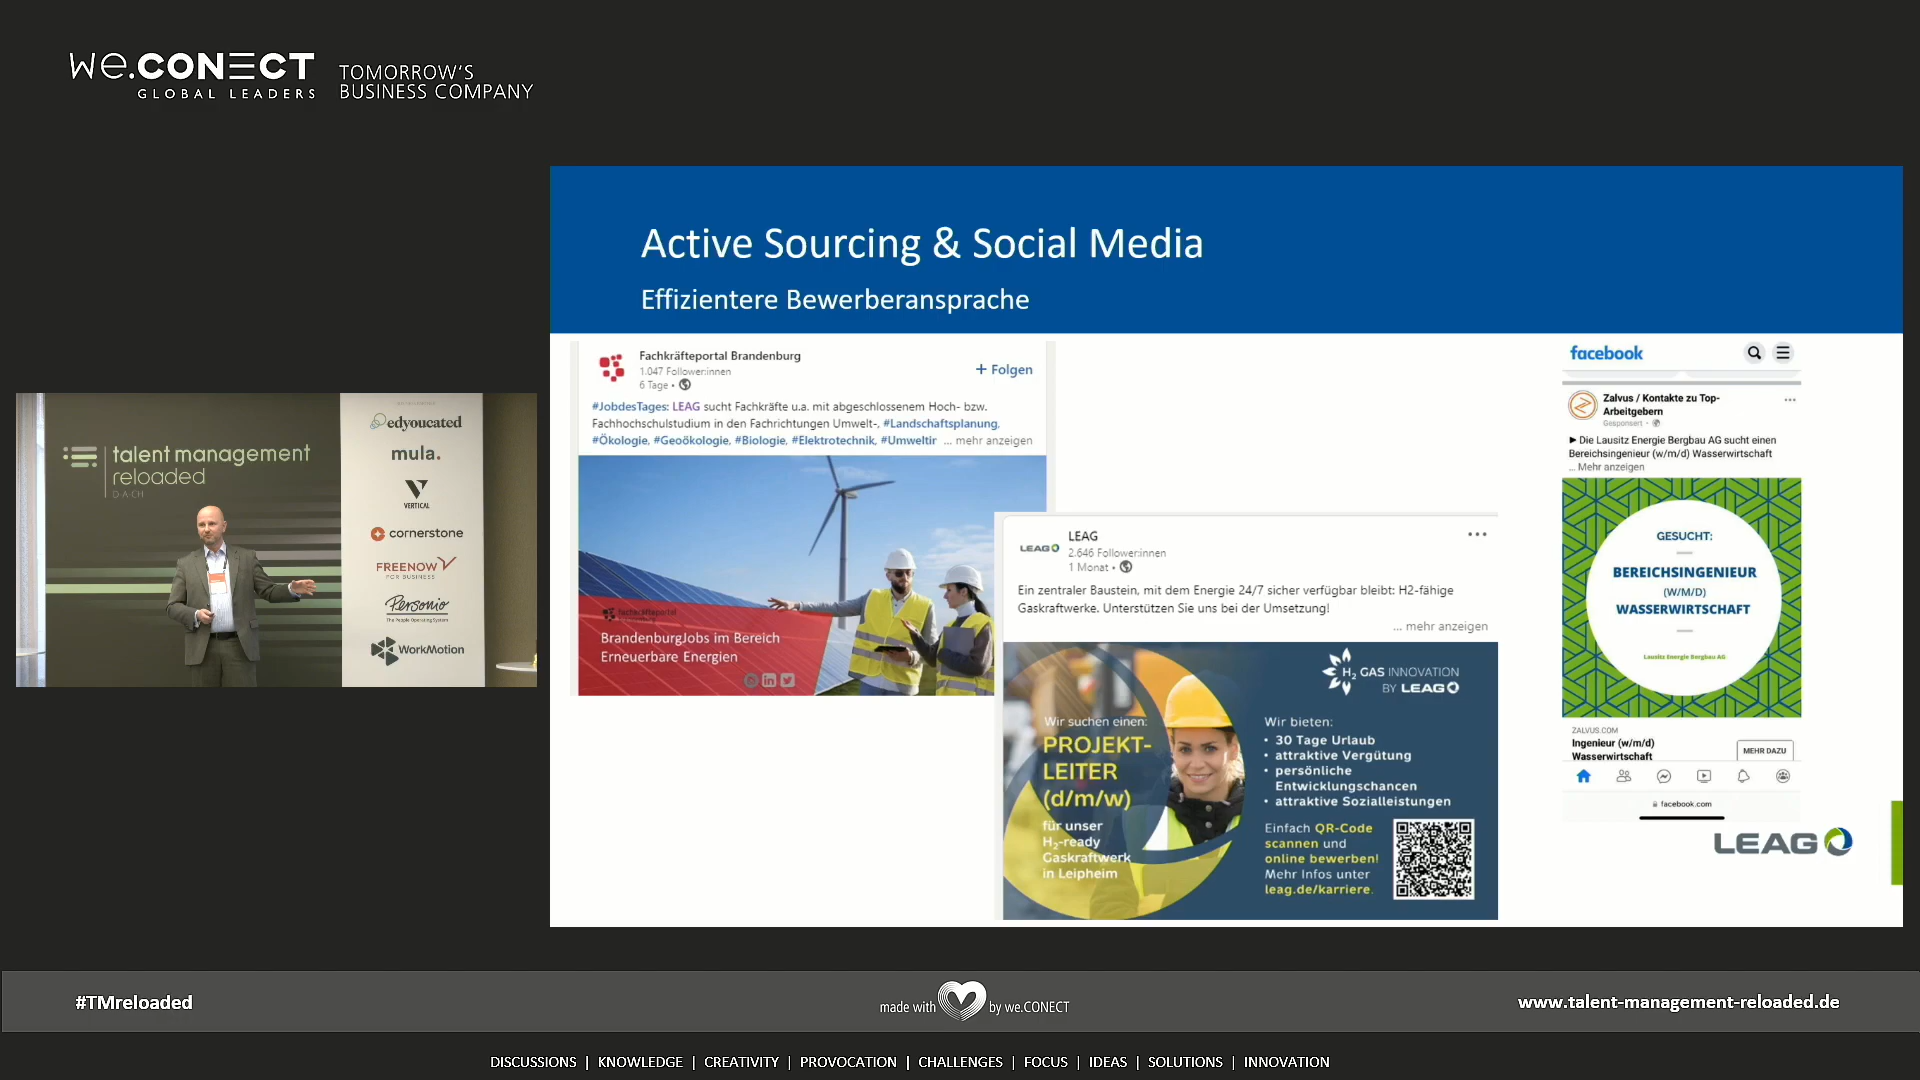 we.CONECT
GLOBAL LEADERS
TOMORROW'S
BUSINESS COMPANY
talent management
reloaded
DACH
edyoucated
mula.
VERTICAL
cornerstone
FREENOW
FOR BUSINESS
Personio
The People Operating System
WorkMotion
Active Sourcing & Social Media
Effizientere Bewerberansprache
Fachkräfteportal Brandenburg
1.047 Follower:innen
6 Tage •
+ Folgen
#JobdesTages: LEAG sucht Fachkräfte u.a. mit abgeschlossenem Hoch- bzw.
Fachhochschulstudium in den Fachrichtungen Umwelt-, #Landschaftsplanung,
#Ökologie, #Geoökologie, #Biologie, #Elektrotechnik, #Umweltir ... mehr anzeigen
fachkräfteportal
BrandenburgJobs im Bereich
Erneuerbare Energien
LEAG
LEAG
2.646 Follower:innen
1 Monat •
Ein zentraler Baustein, mit dem Energie 24/7 sicher verfügbar bleibt: H2-fähige
Gaskraftwerke. Unterstützen Sie uns bei der Umsetzung!
... mehr anzeigen
H₂ GAS INNOVATION
BY LEAG
Wir suchen einen:
PROJEKT-
LEITER
(d/m/w)
für unser
H₂-ready
Gaskraftwerk
in Leipheim
Wir bieten:
• 30 Tage Urlaub
• attraktive Vergütung
• persönliche
Entwicklungschancen
• attraktive Sozialleistungen
Einfach QR-Code
scannen und
online bewerben!
Mehr Infos unter
leag.de/karriere.
facebook
Zalvus / Kontakte zu Top-
Arbeitgebern
Gesponsert •
►Die Lausitz Energie Bergbau AG sucht einen
Bereichsingenieur (w/m/d) Wasserwirtschaft
... Mehr anzeigen
GESUCHT:
BEREICHSINGENIEUR
(W/M/D)
WASSERWIRTSCHAFT
Lausitz Energie Bergbau AG
ZALVUS.COM
Ingenieur (w/m/d)
Wasserwirtschaft
MEHR DAZU
facebook.com
LEAG
#TMreloaded
made with by we.CONECT
www.talent-management-reloaded.de
DISCUSSIONS | KNOWLEDGE | CREATIVITY | PROVOCATION | CHALLENGES | FOCUS | IDEAS | SOLUTIONS | INNOVATION